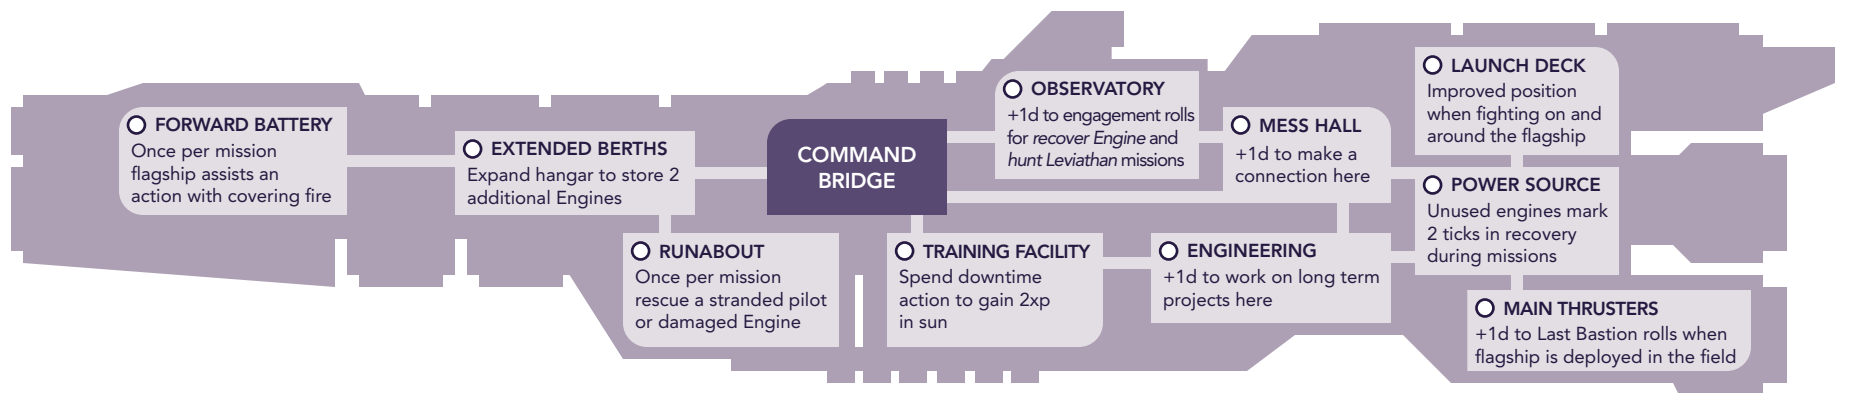 FORWARD BATTERY
Once per mission
flagship assists an
action with covering fire
EXTENDED BERTHS
Expand hangar to store 2
additional Engines
RUNABOUT
Once per mission
rescue a stranded pilot
or damaged Engine
COMMAND
BRIDGE
OBSERVATORY
+1d to engagement rolls
for recover Engine and
hunt Leviathan missions
TRAINING FACILITY
Spend downtime
action to gain 2xp
in sun
MESS HALL
+1d to make a
connection here
ENGINEERING
+1d to work on long term
projects here
LAUNCH DECK
Improved position
when fighting on and
around the flagship
POWER SOURCE
Unused engines mark
2 ticks in recovery
during missions
MAIN THRUSTERS
+1d to Last Bastion rolls when
flagship is deployed in the field